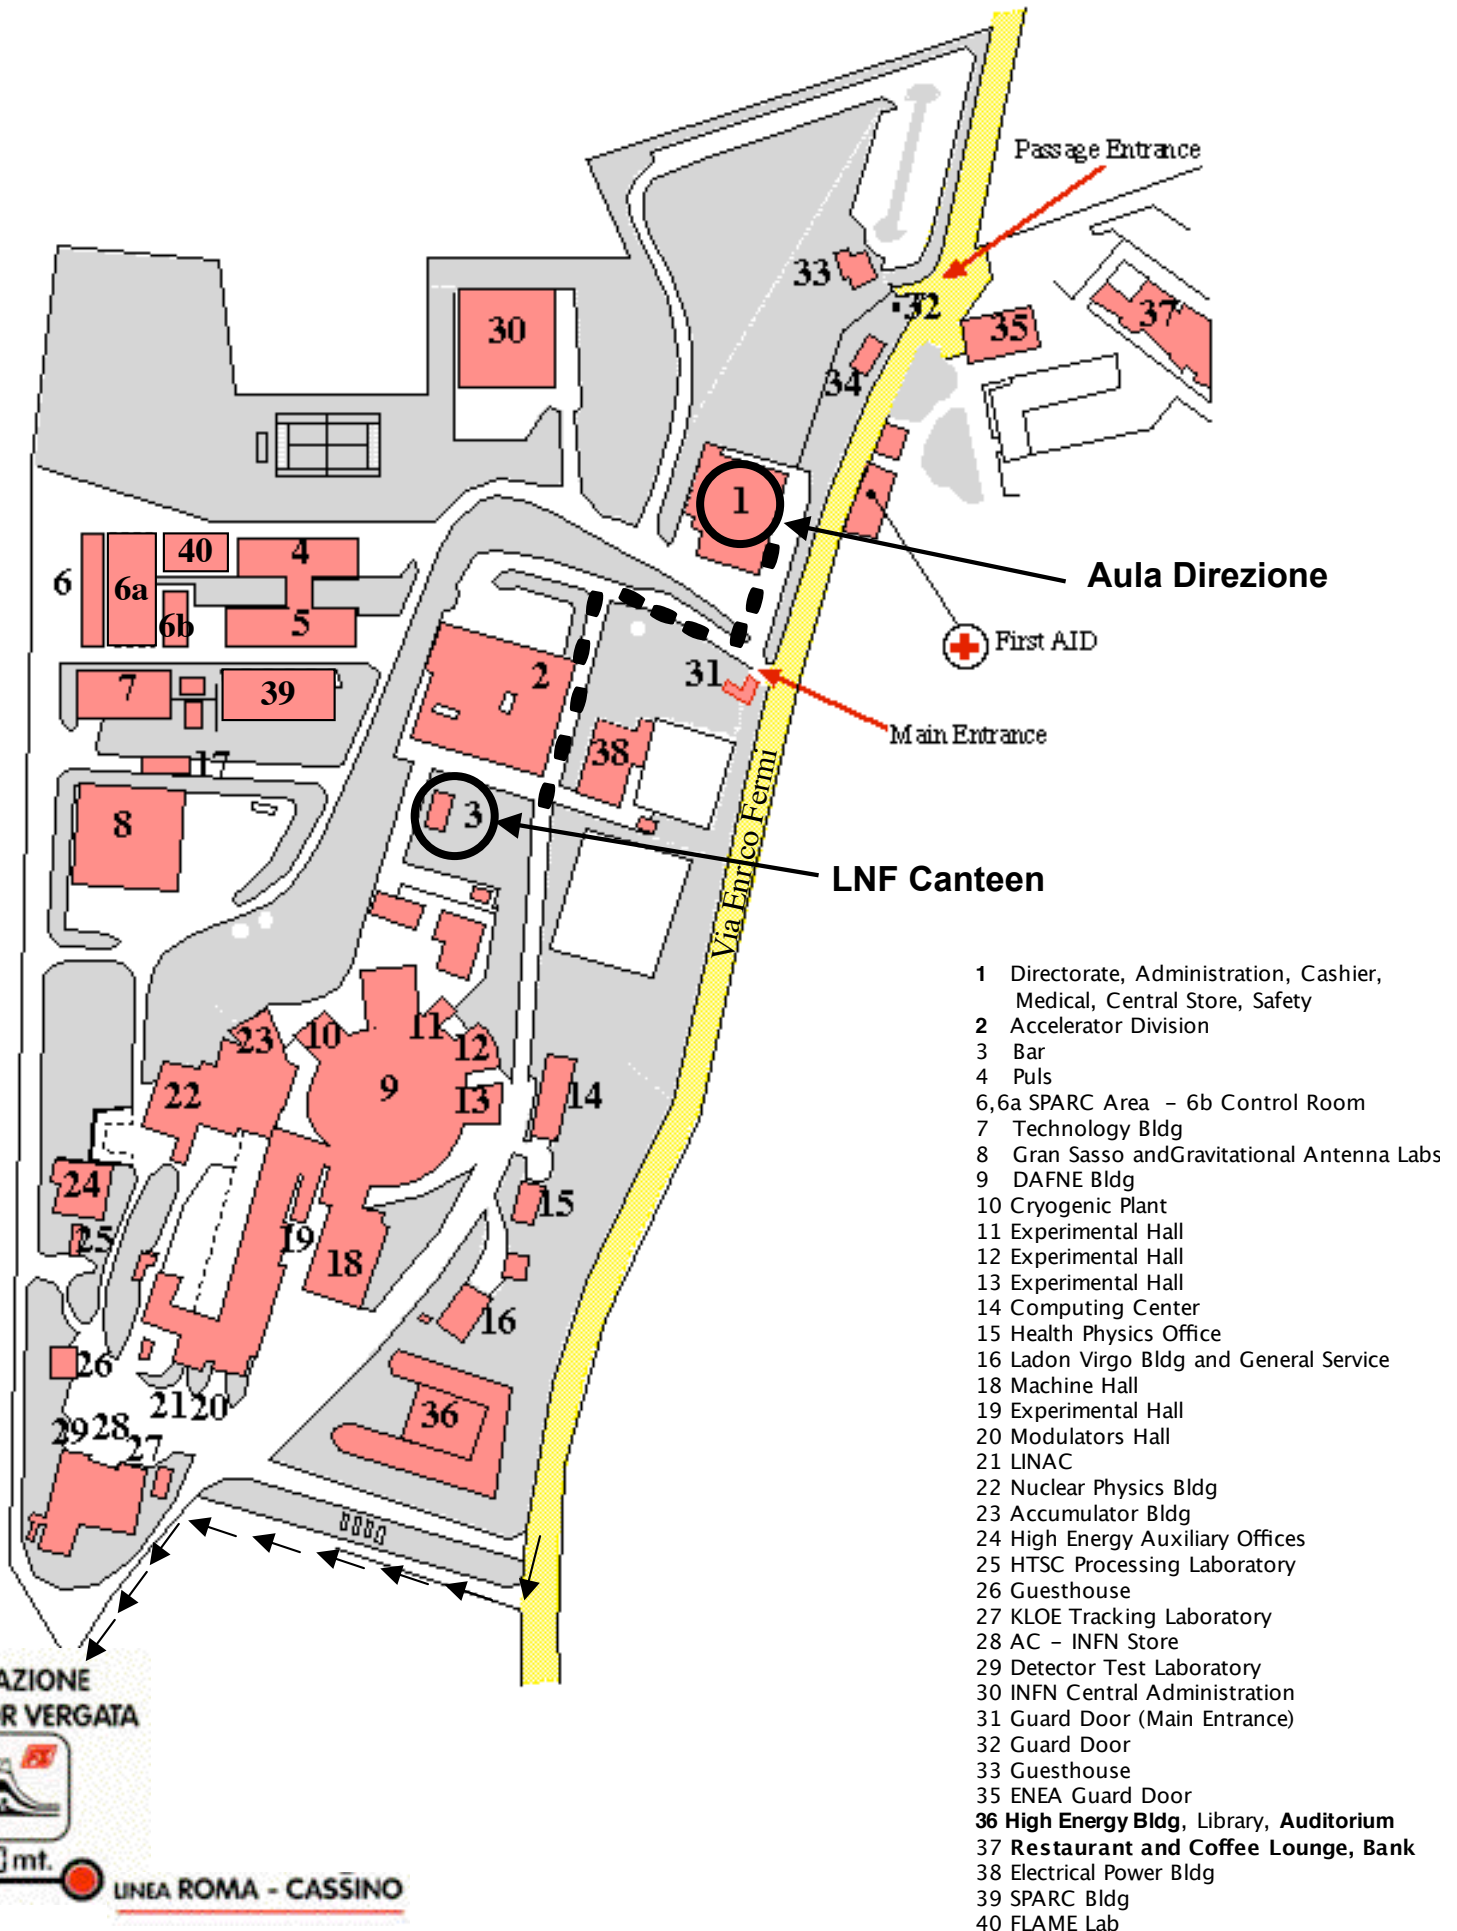 Passage Entrance
33
32
35
37
30
34
1
Aula Direzione
40
4
6
6a
6b
5
First AID
31
2
Main Entrance
7
39
38
17
8
3
Via Enrico Fermi
LNF Canteen
23
10
11
12
9
22
13
14
24
15
25
19
18
16
26
21
20
36
29
28
27
AZIONE
R VERGATA
mt.
LINEA ROMA - CASSINO
1 Directorate, Administration, Cashier,
Medical, Central Store, Safety
2 Accelerator Division
3 Bar
4 Puls
6,6a SPARC Area – 6b Control Room
7 Technology Bldg
8 Gran Sasso andGravitational Antenna Labs
9 DAFNE Bldg
10 Cryogenic Plant
11 Experimental Hall
12 Experimental Hall
13 Experimental Hall
14 Computing Center
15 Health Physics Office
16 Ladon Virgo Bldg and General Service
18 Machine Hall
19 Experimental Hall
20 Modulators Hall
21 LINAC
22 Nuclear Physics Bldg
23 Accumulator Bldg
24 High Energy Auxiliary Offices
25 HTSC Processing Laboratory
26 Guesthouse
27 KLOE Tracking Laboratory
28 AC – INFN Store
29 Detector Test Laboratory
30 INFN Central Administration
31 Guard Door (Main Entrance)
32 Guard Door
33 Guesthouse
35 ENEA Guard Door
36 High Energy Bldg, Library, Auditorium
37 Restaurant and Coffee Lounge, Bank
38 Electrical Power Bldg
39 SPARC Bldg
40 FLAME Lab